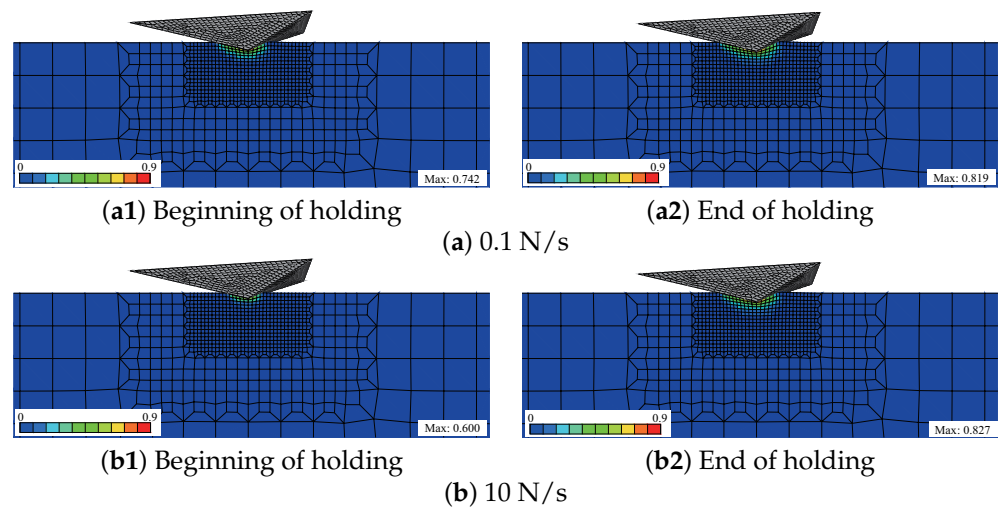 0 0.9
Max: 0.742
0 0.9
Max: 0.819
(a1) Beginning of holding
(a2) End of holding
(a) 0.1 N/s
0 0.9
Max: 0.600
0 0.9
Max: 0.827
(b1) Beginning of holding
(b2) End of holding
(b) 10 N/s